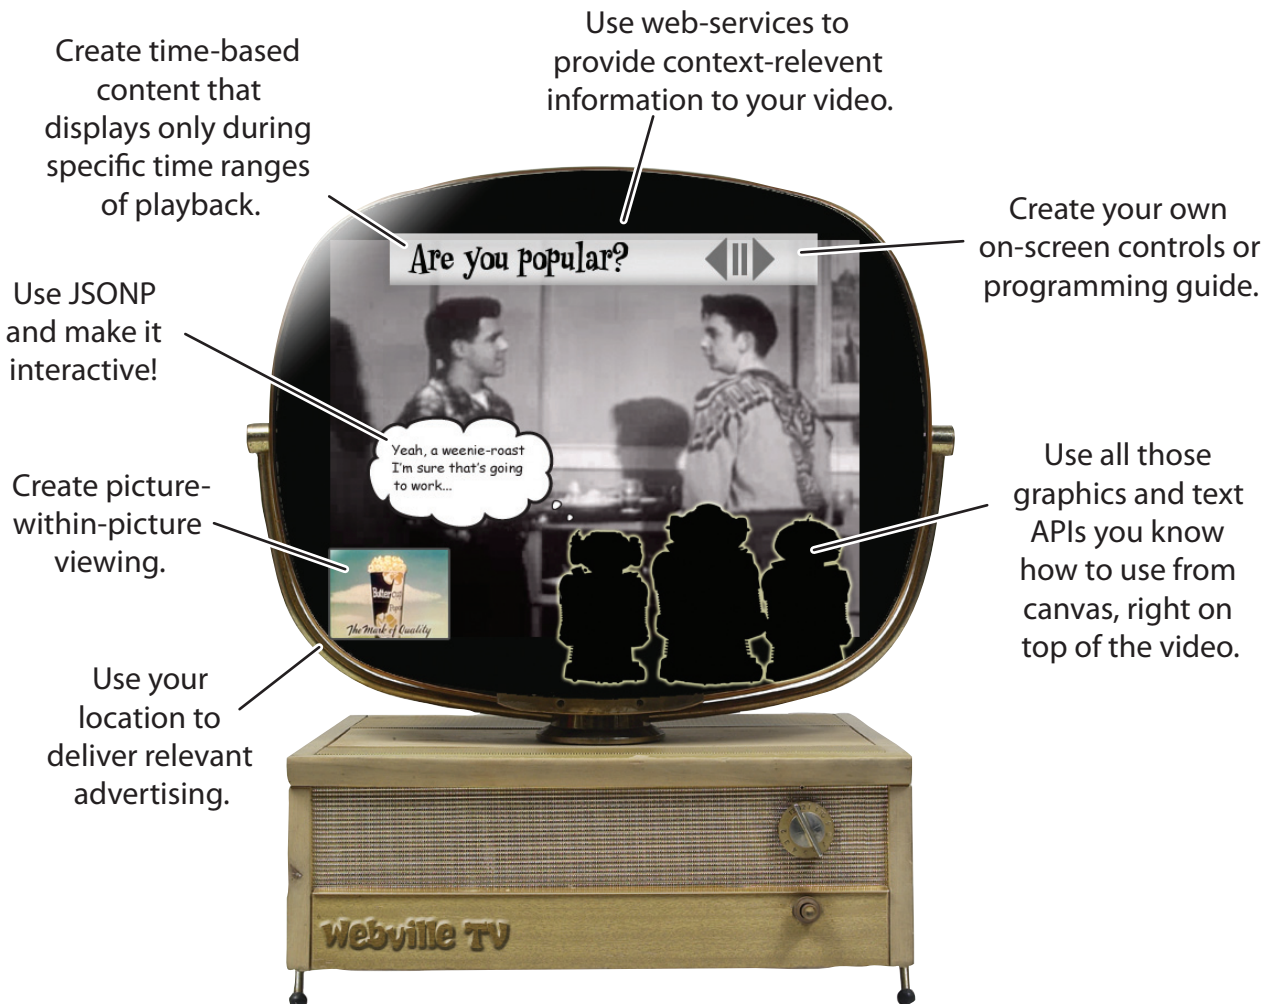 Create time-based
content that
displays only during
specific time ranges
of playback.
Use web-services to
provide context-relevent
information to your video.
Create your own
on-screen controls or
programming guide.
Are you popular?
Use JSONP
and make it
interactive!
Yeah, a weenie-roast
I'm sure that's going
to work...
Create picture-
within-picture
viewing.
Use all those
graphics and text
APIs you know
how to use from
canvas, right on
top of the video.
Butter
The Mark of Quality
Use your
location to
deliver relevant
advertising.
Webville TV